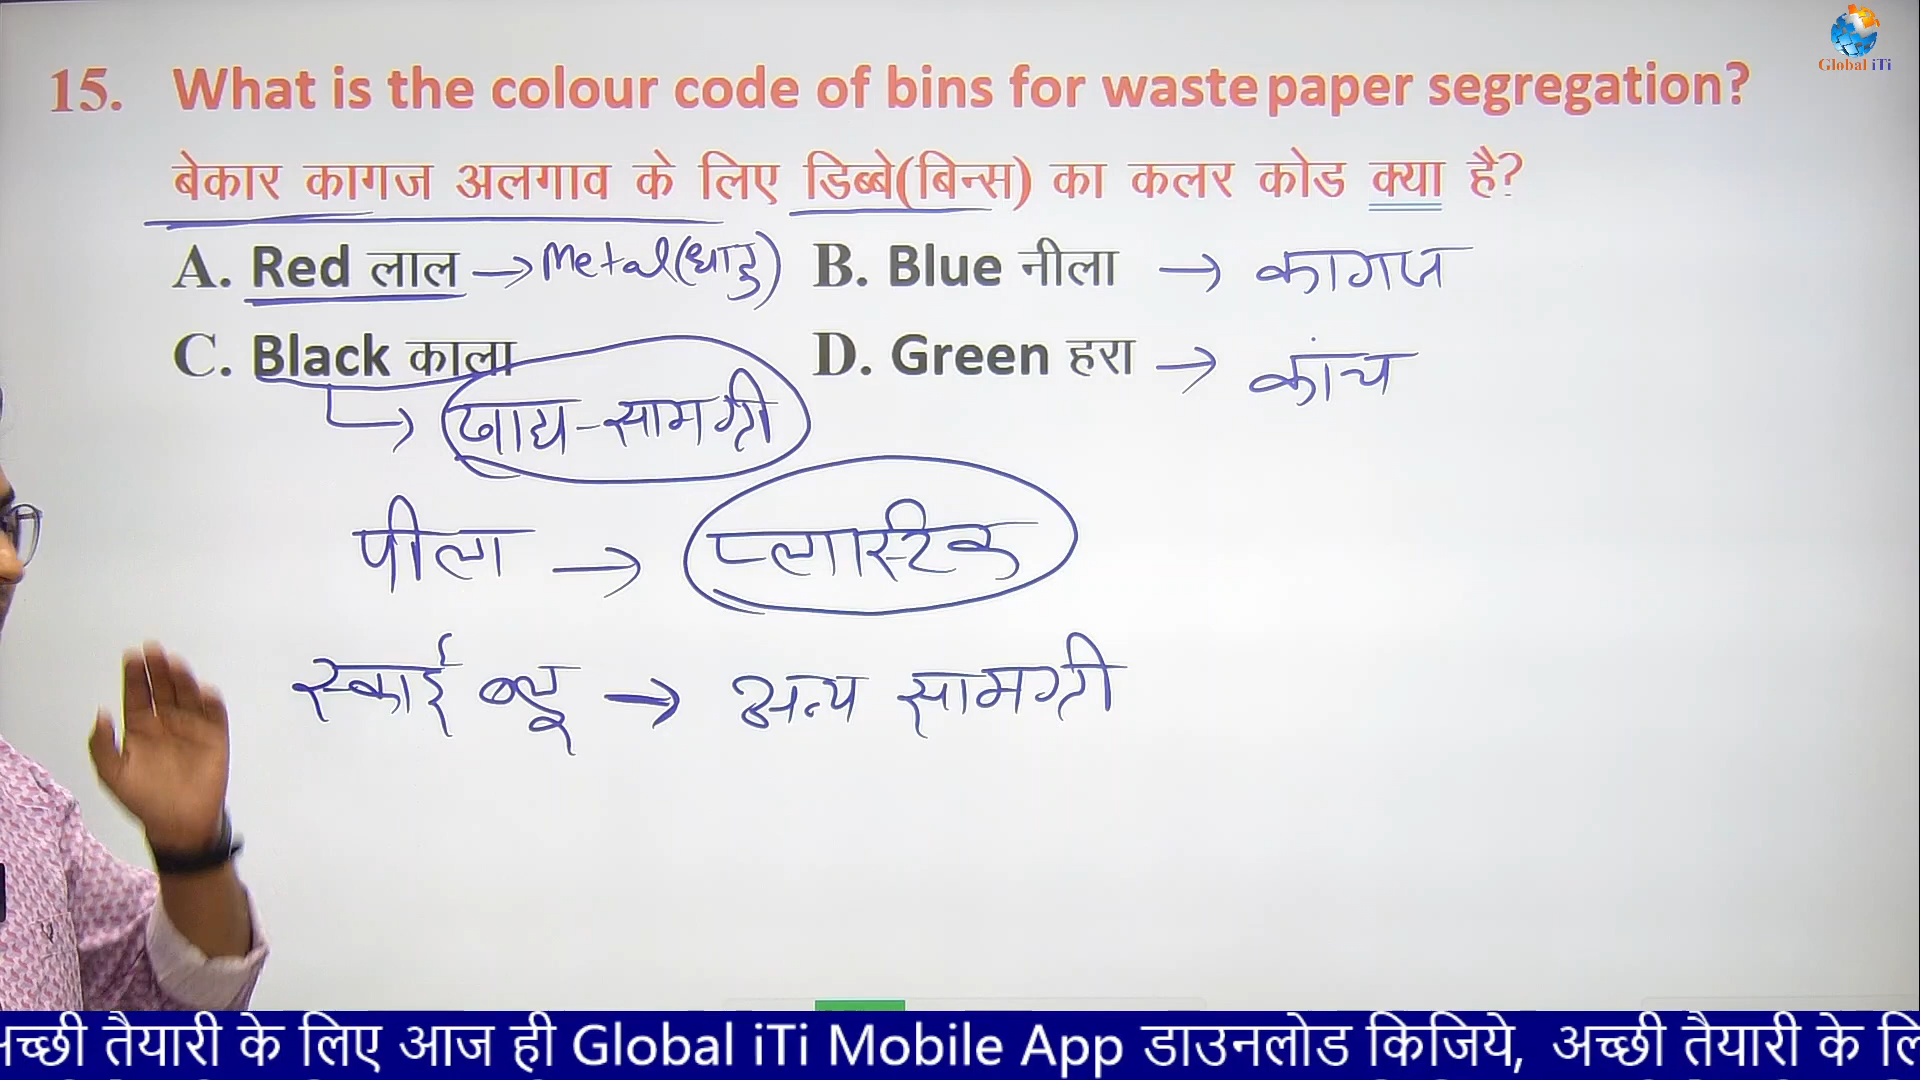 Global iTi
15. What is the colour code of bins for waste paper segregation?
बेकार कागज अलगाव के लिए डिब्बे(बिन्स) का कलर कोड क्या है?
A. Red लाल → Metal(धातु) B. Blue नीला → कागज
C. Black काला D. Green हरा → कांच
→ खाद्य-सामग्री
पीला → प्लास्टिक
स्काई ब्लू → अन्य सामग्री
च्छी तैयारी के लिए आज ही Global iTi Mobile App डाउनलोड किजिये, अच्छी तैयारी के लि